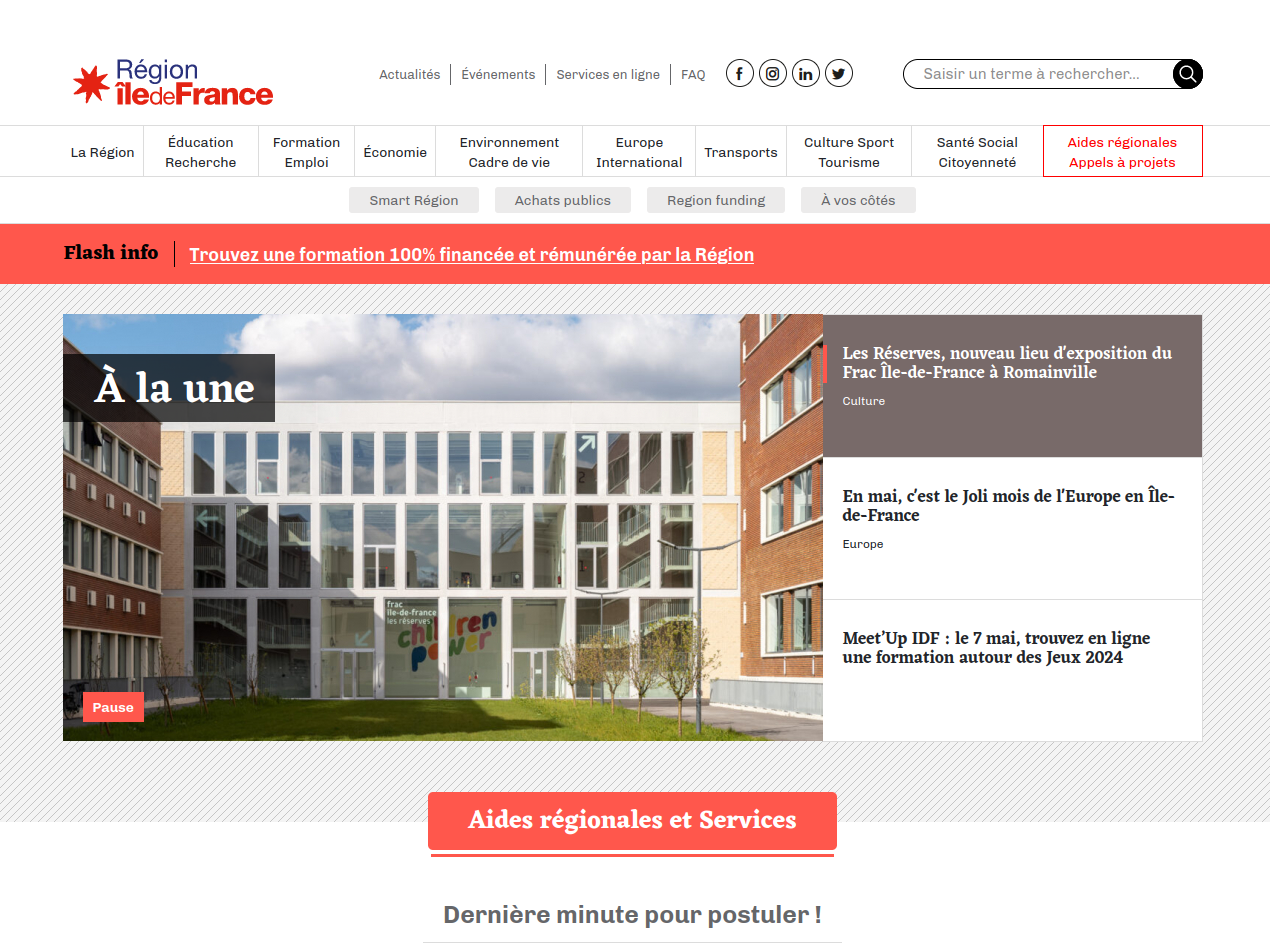 Région
îledeFrance
Actualités
Événements
Services en ligne
FAQ
Saisir un terme à rechercher...
La Région
Éducation
Recherche
Formation
Emploi
Économie
Environnement
Cadre de vie
Europe
International
Transports
Culture Sport
Tourisme
Santé Social
Citoyenneté
Aides régionales
Appels à projets
Smart Région
Achats publics
Region funding
À vos côtés
Flash info
Trouvez une formation 100% financée et rémunérée par la Région
À la une
frac
île-de-france
les réserves
children
power
Pause
Les Réserves, nouveau lieu d'exposition du
Frac Île-de-France à Romainville
Culture
En mai, c'est le Joli mois de l'Europe en Île-
de-France
Europe
Meet’Up IDF : le 7 mai, trouvez en ligne
une formation autour des Jeux 2024
Aides régionales et Services
Dernière minute pour postuler !